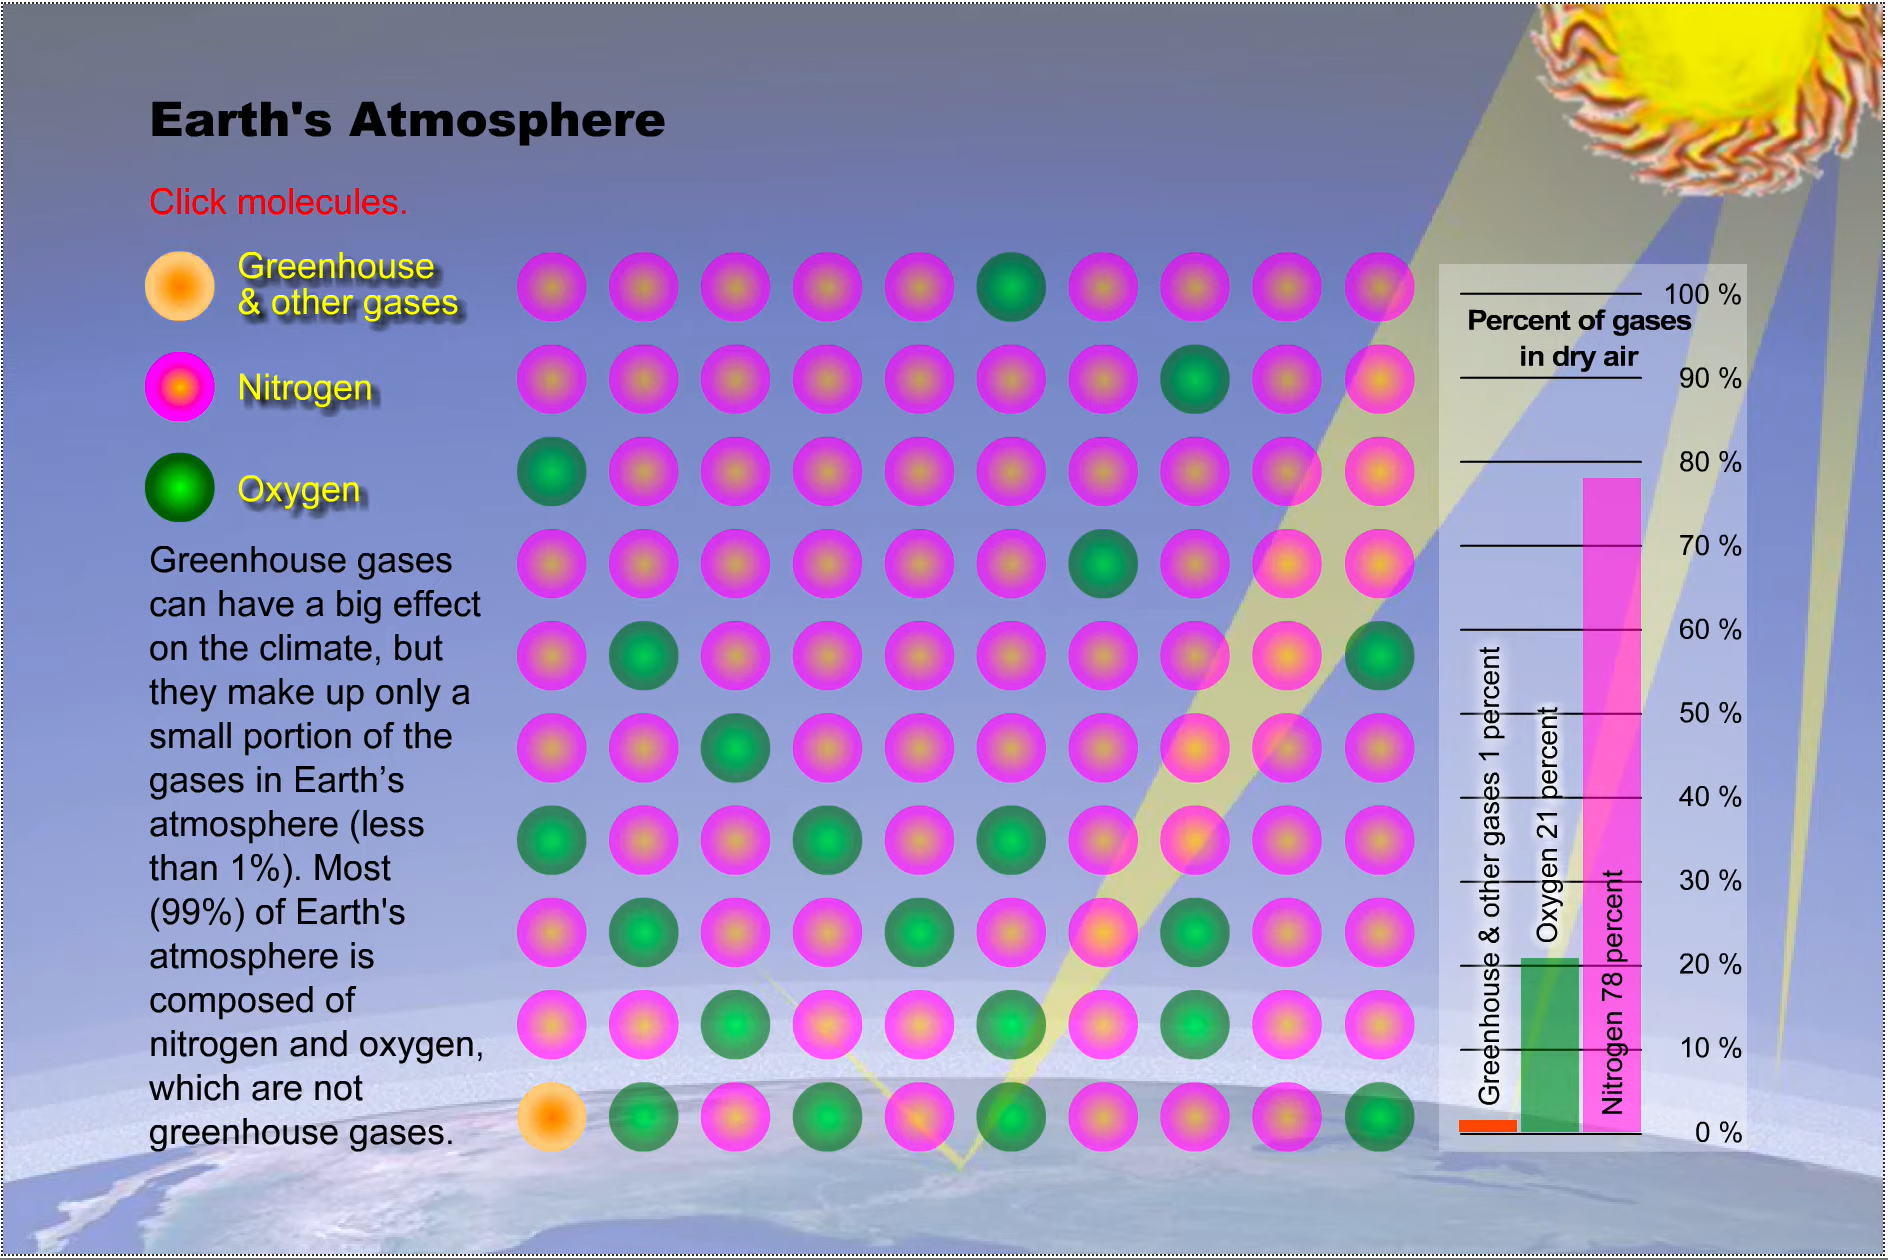 Earth's Atmosphere
Click molecules.
Greenhouse
& other gases
Nitrogen
Oxygen
Greenhouse gases
can have a big effect
on the climate, but
they make up only a
small portion of the
gases in Earth’s
atmosphere (less
than 1%). Most
(99%) of Earth's
atmosphere is
composed of
nitrogen and oxygen,
which are not
greenhouse gases.
Percent of gases
in dry air
100 %
90 %
80 %
70 %
60 %
50 %
40 %
30 %
20 %
10 %
0 %
Greenhouse & other gases 1 percent
Oxygen 21 percent
Nitrogen 78 percent